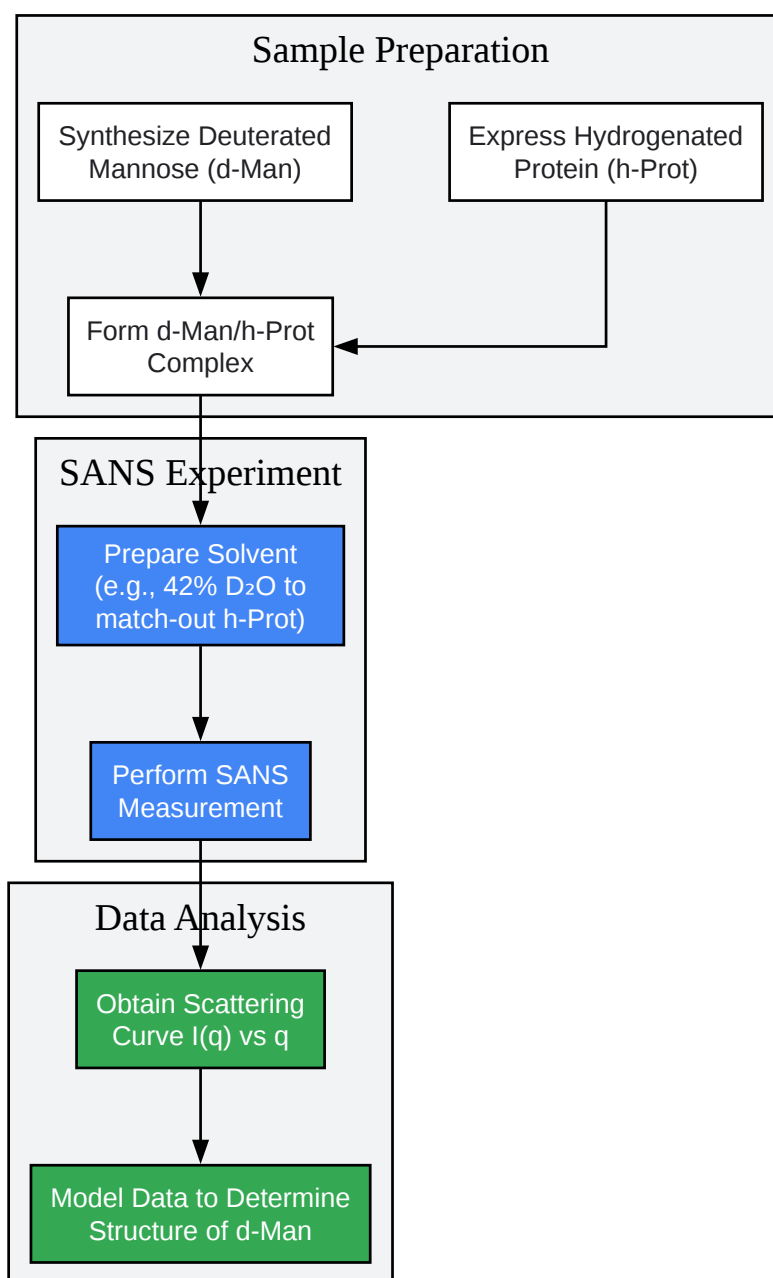 Sample Preparation
Synthesize Deuterated
Mannose (d-Man)
Express Hydrogenated
Protein (h-Prot)
Form d-Man/h-Prot
Complex
SANS Experiment
Prepare Solvent
(e.g., 42% D₂O to
match-out h-Prot)
Perform SANS
Measurement
Data Analysis
Obtain Scattering
Curve I(q) vs q
Model Data to Determine
Structure of d-Man